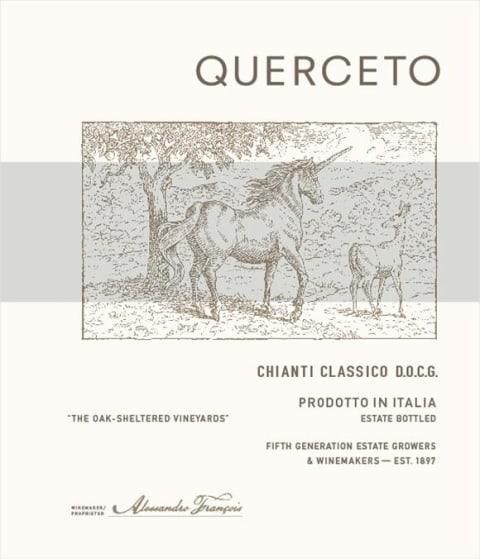 QUERCETO
CHIANTI CLASSICO D.O.C.G.
PRODOTTO IN ITALIA
"THE OAK-SHELTERED VINEYARDS"
ESTATE BOTTLED
FIFTH GENERATION ESTATE GROWERS
& WINEMAKERS — EST. 1897
WINEMAKER/
PROPRIETOR
Alessandro François